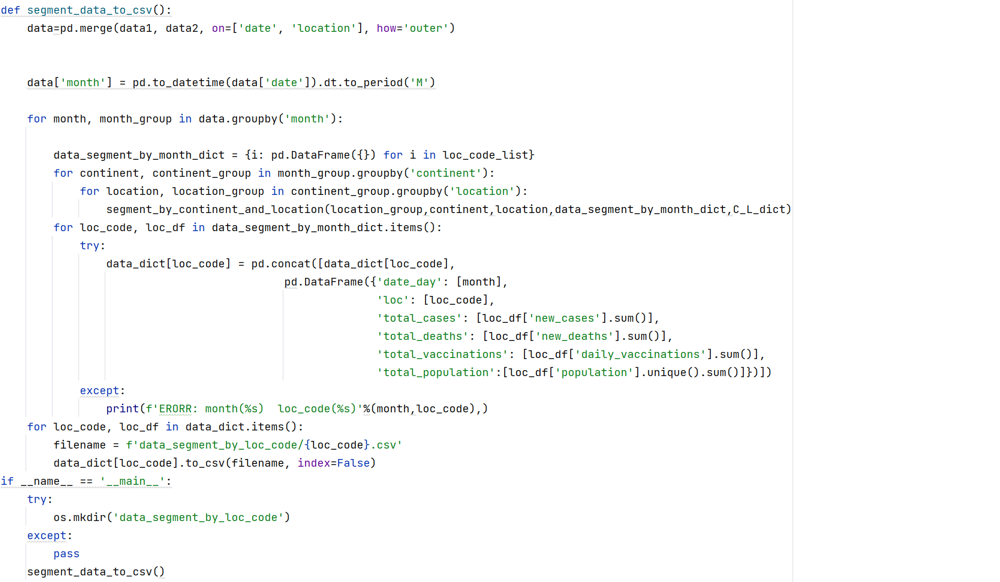 def segment_data_to_csv():
    data=pd.merge(data1, data2, on=['date', 'location'], how='outer')
    data['month'] = pd.to_datetime(data['date']).dt.to_period('M')
    for month, month_group in data.groupby('month'):
        data_segment_by_month_dict = {i: pd.DataFrame({}) for i in loc_code_list}
        for continent, continent_group in month_group.groupby('continent'):
            for location, location_group in continent_group.groupby('location'):
                segment_by_continent_and_location(location_group,continent,location,data_segment_by_month_dict,C_L_dict)
        for loc_code, loc_df in data_segment_by_month_dict.items():
            try:
                data_dict[loc_code] = pd.concat([data_dict[loc_code],
                                           pd.DataFrame({'date_day': [month],
                                                         'loc': [loc_code],
                                                         'total_cases': [loc_df['new_cases'].sum()],
                                                         'total_deaths': [loc_df['new_deaths'].sum()],
                                                         'total_vaccinations': [loc_df['daily_vaccinations'].sum()],
                                                         'total_population':[loc_df['population'].unique().sum()]})])
            except:
                print(f'ERORR: month(%s)  loc_code(%s)'%(month,loc_code),)
    for loc_code, loc_df in data_dict.items():
        filename = f'data_segment_by_loc_code/{loc_code}.csv'
        data_dict[loc_code].to_csv(filename, index=False)
if __name__ == '__main__':
    try:
        os.mkdir('data_segment_by_loc_code')
    except:
        pass
    segment_data_to_csv()